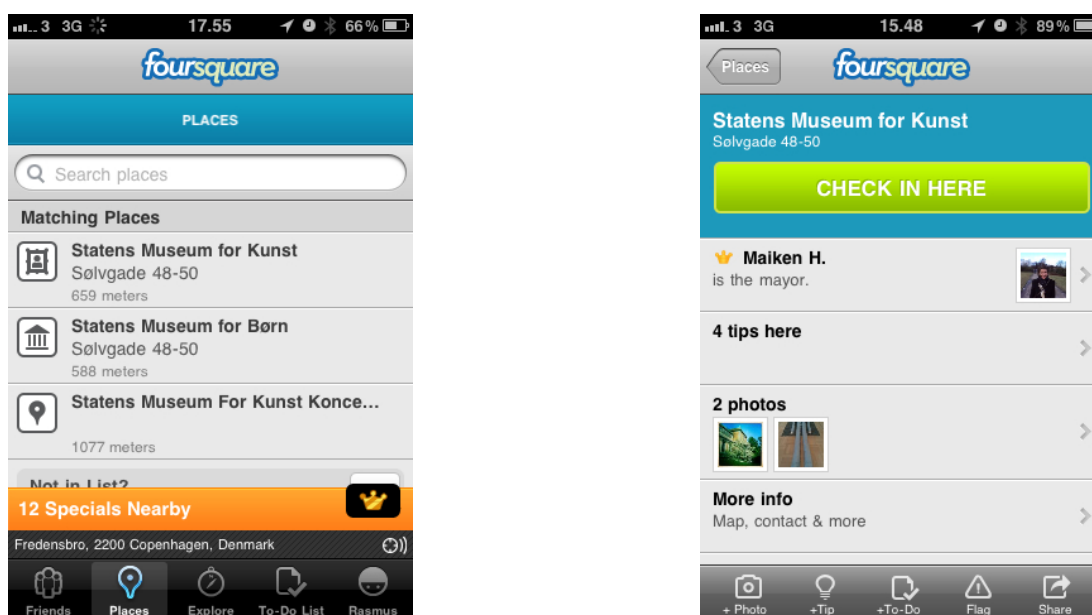 3 3G 17.55 66%
foursquare
PLACES
Search places
Matching Places
Statens Museum for Kunst
Sølvgade 48-50
659 meters
Statens Museum for Børn
Sølvgade 48-50
588 meters
Statens Museum For Kunst Konce...
1077 meters
Not in List?
12 Specials Nearby
Fredensbro, 2200 Copenhagen, Denmark
Friends Places Explore To-Do List Rasmus
3 3G 15.48 89%
Places foursquare
Statens Museum for Kunst
Sølvgade 48-50
CHECK IN HERE
Maiken H.
is the mayor.
4 tips here
2 photos
More info
Map, contact & more
+ Photo +Tip +To-Do Flag Share